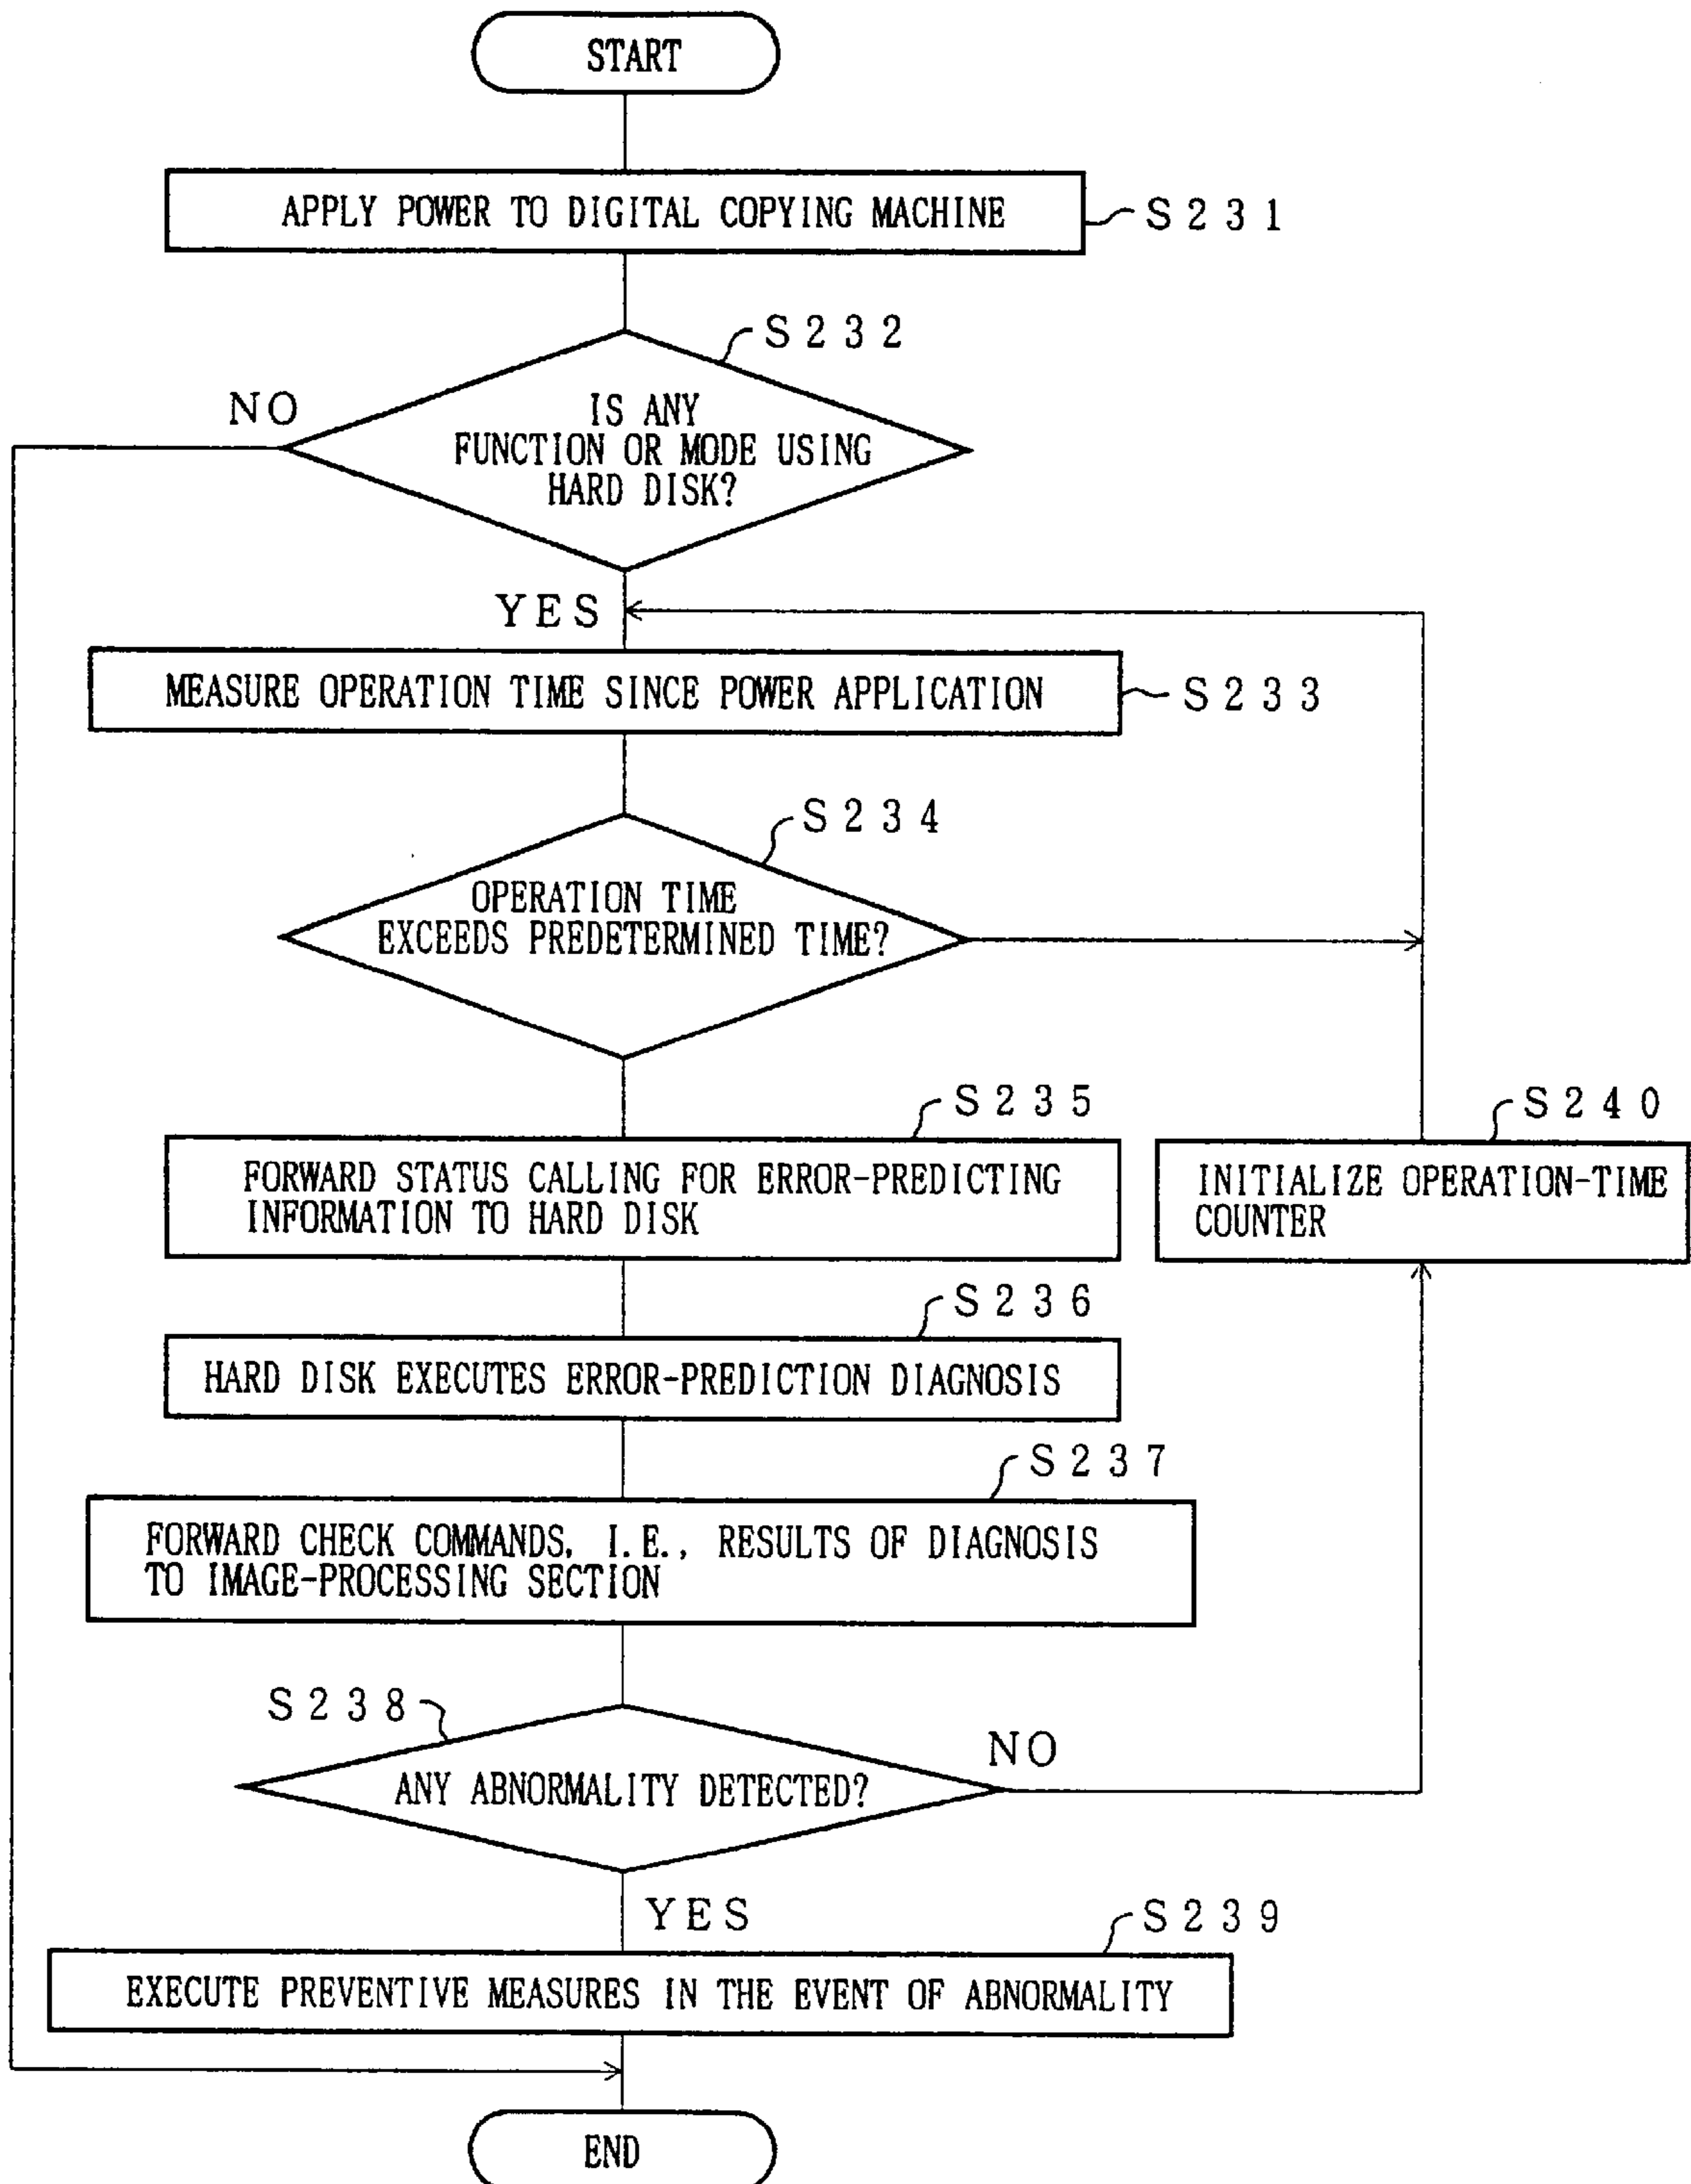 START
APPLY POWER TO DIGITAL COPYING MACHINE
S231
S232
NO
IS ANY
FUNCTION OR MODE USING
HARD DISK?
YES
MEASURE OPERATION TIME SINCE POWER APPLICATION
S233
S234
OPERATION TIME
EXCEEDS PREDETERMINED TIME?
S235
FORWARD STATUS CALLING FOR ERROR-PREDICTING
INFORMATION TO HARD DISK
S240
INITIALIZE OPERATION-TIME
COUNTER
S236
HARD DISK EXECUTES ERROR-PREDICTION DIAGNOSIS
S237
FORWARD CHECK COMMANDS, I.E., RESULTS OF DIAGNOSIS
TO IMAGE-PROCESSING SECTION
S238
NO
ANY ABNORMALITY DETECTED?
YES
S239
EXECUTE PREVENTIVE MEASURES IN THE EVENT OF ABNORMALITY
END